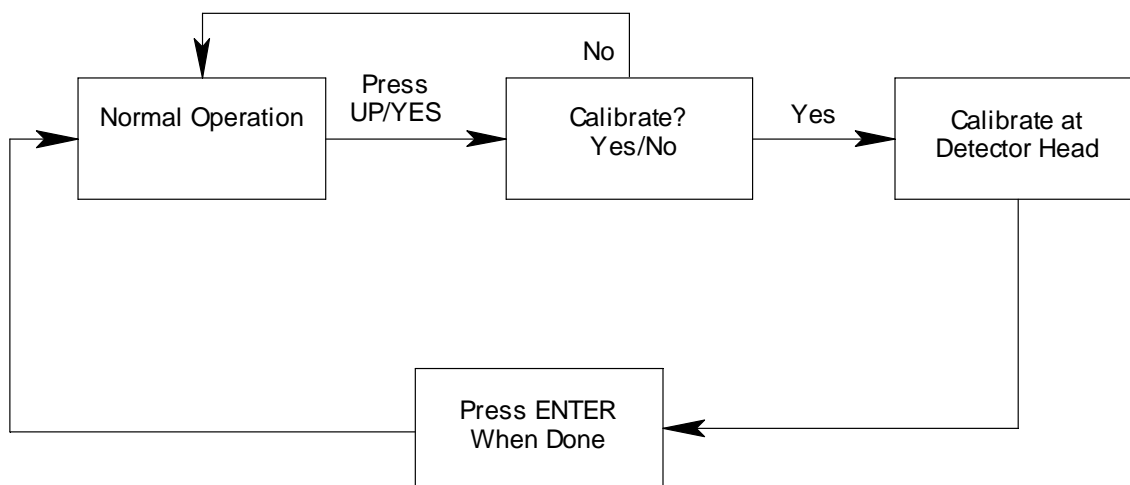 No
Press
UP/YES
Normal Operation
Calibrate?
Yes/No
Yes
Calibrate at
Detector Head
Press ENTER
When Done